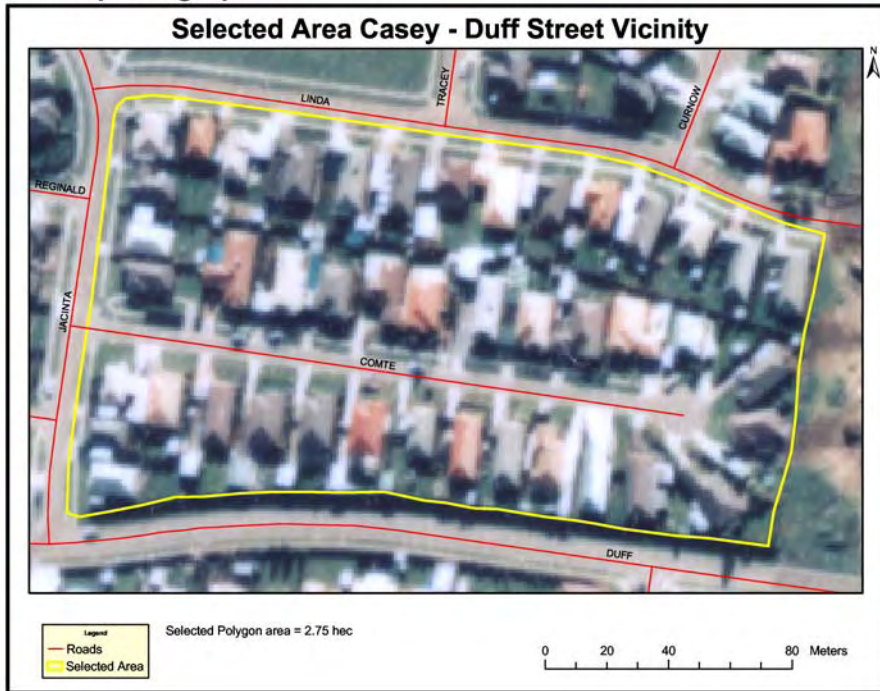 Selected Area Casey - Duff Street Vicinity
N
LINDA
TRACEY
CURNOW
REGINALD
JACINTA
COMTE
DUFF
Legend
Roads
Selected Area
Selected Polygon area = 2.75 hec
0 20 40 80 Meters